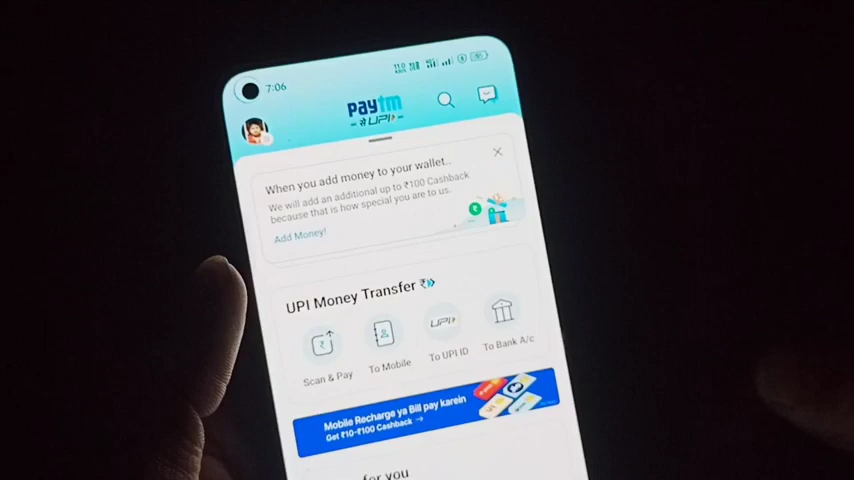 7:06
paytm
से UPI
When you add money to your wallet..
We will add an additional up to ₹100 Cashback
because that is how special you are to us.
Add Money!
UPI Money Transfer
Scan & Pay
To Mobile
UPI
To UPI ID
To Bank A/c
Mobile Recharge ya Bill pay karein
Get ₹10-₹100 Cashback →
for you